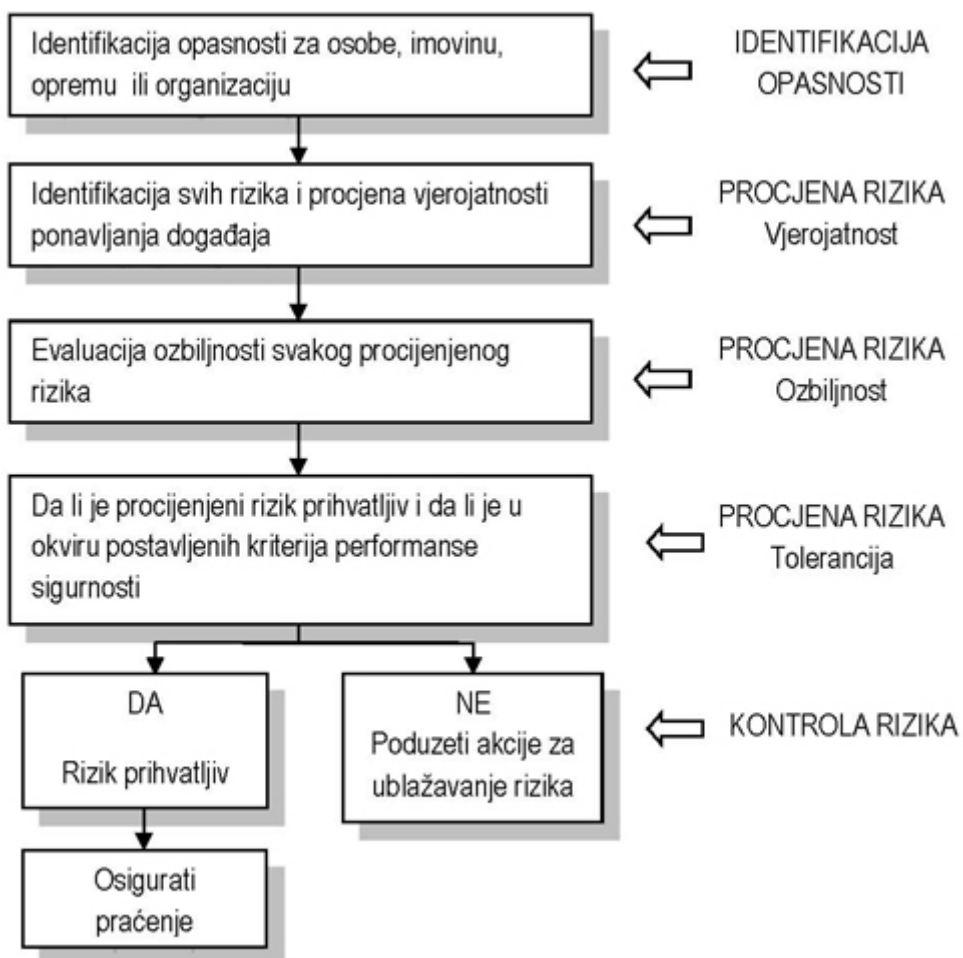 Identifikacija opasnosti za osobe, imovinu,
opremu ili organizaciju
IDENTIFIKACIJA
OPASNOSTI
Identifikacija svih rizika i procjena vjerojatnosti
ponavljanja događaja
PROCJENA RIZIKA
Vjerojatnost
Evaluacija ozbiljnosti svakog procijenjenog
rizika
PROCJENA RIZIKA
Ozbiljnost
Da li je procijenjeni rizik prihvatljiv i da li je u
okviru postavljenih kriterija performanse
sigurnosti
PROCJENA RIZIKA
Tolerancija
DA
Rizik prihvatljiv
NE
Poduzeti akcije za
ublažavanje rizika
KONTROLA RIZIKA
Osigurati
praćenje